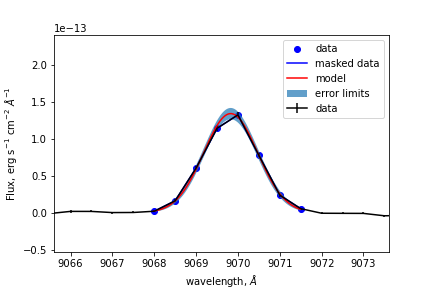 1e−13
Flux, erg s⁻¹ cm⁻² Å⁻¹
2.0
1.5
1.0
0.5
0.0
−0.5
data
masked data
model
error limits
data
9066 9067 9068 9069 9070 9071 9072 9073
wavelength, Å